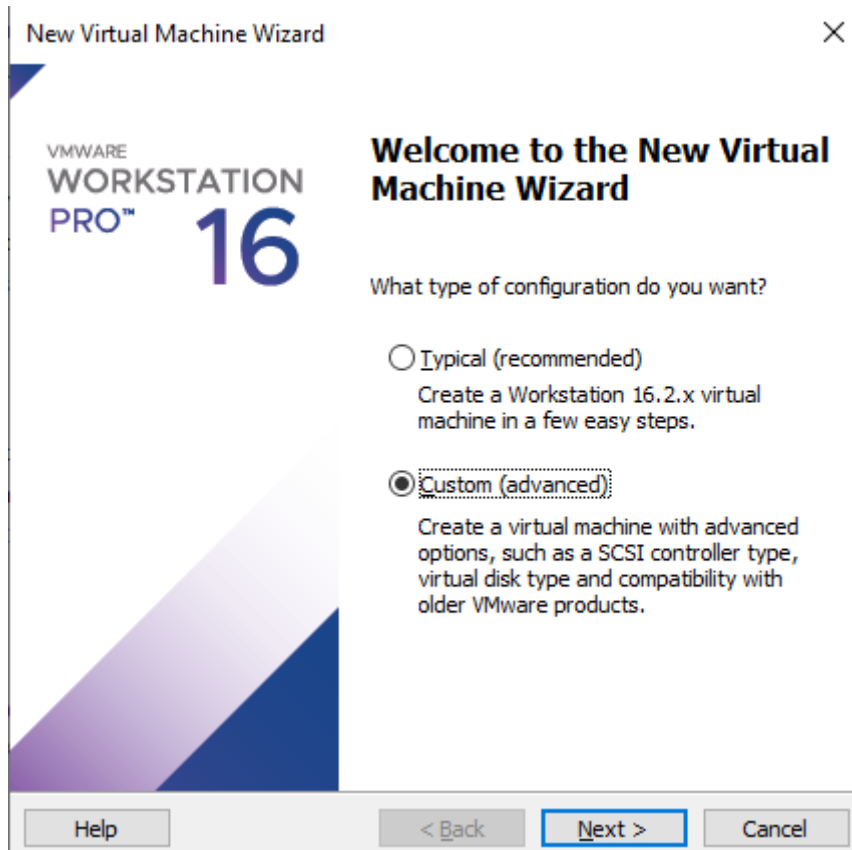 New Virtual Machine Wizard
VMWARE
WORKSTATION
PRO™ 16
Welcome to the New Virtual
Machine Wizard
What type of configuration do you want?
Typical (recommended)
Create a Workstation 16.2.x virtual
machine in a few easy steps.
Custom (advanced)
Create a virtual machine with advanced
options, such as a SCSI controller type,
virtual disk type and compatibility with
older VMware products.
Help < Back Next > Cancel